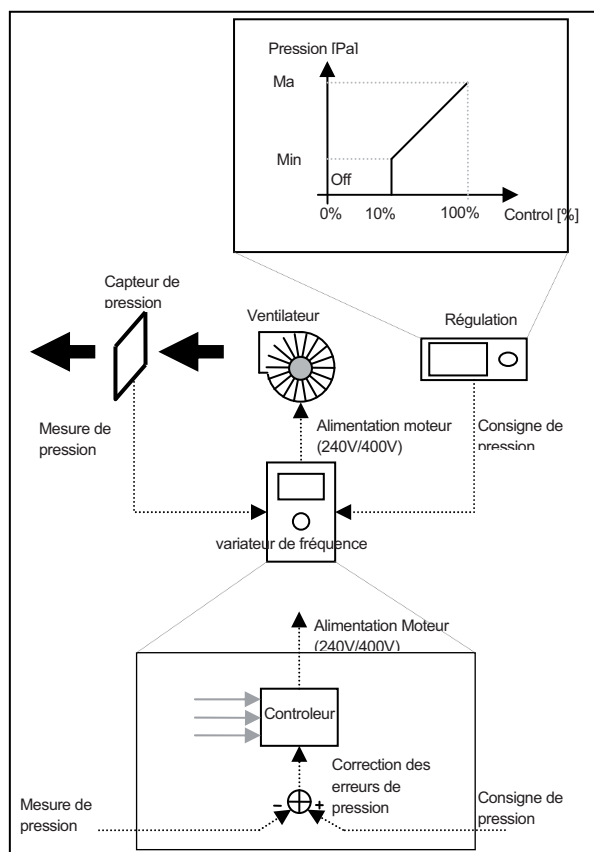 Pression [Pa]
Ma
Min
Off
0%
10%
100%
Control [%]
Capteur de
pression
Ventilateur
Régulation
Mesure de
pression
Alimentation moteur
(240V/400V)
Consigne de
pression
variateur de fréquence
Alimentation Moteur
(240V/400V)
Controleur
Correction des
erreurs de
pression
- +
Mesure de
pression
Consigne de
pression